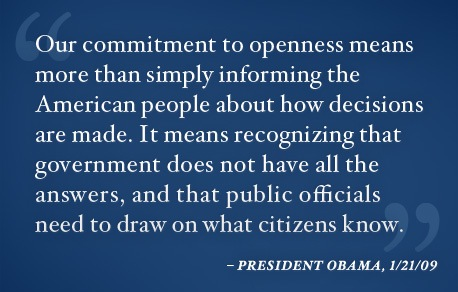 “
Our commitment to openness means
more than simply informing the
American people about how decisions
are made. It means recognizing that
government does not have all the
answers, and that public officials
need to draw on what citizens know.
”
– PRESIDENT OBAMA, 1/21/09